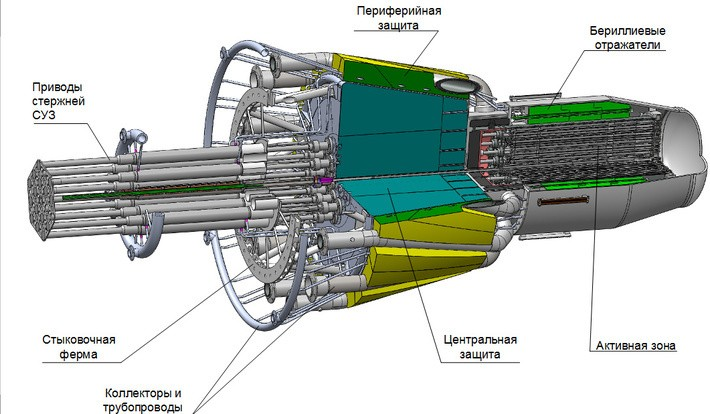 Периферийная
защита
Бериллиевые
отражатели
Приводы
стержней
СУЗ
Стыковочная
ферма
Центральная
защита
Активная зона
Коллекторы и
трубопроводы